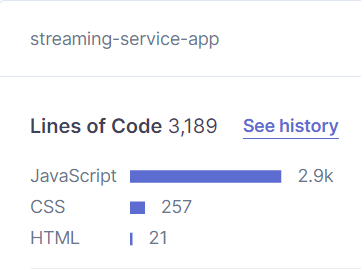 streaming-service-app
Lines of Code 3,189 See history
JavaScript 2.9k
CSS 257
HTML 21